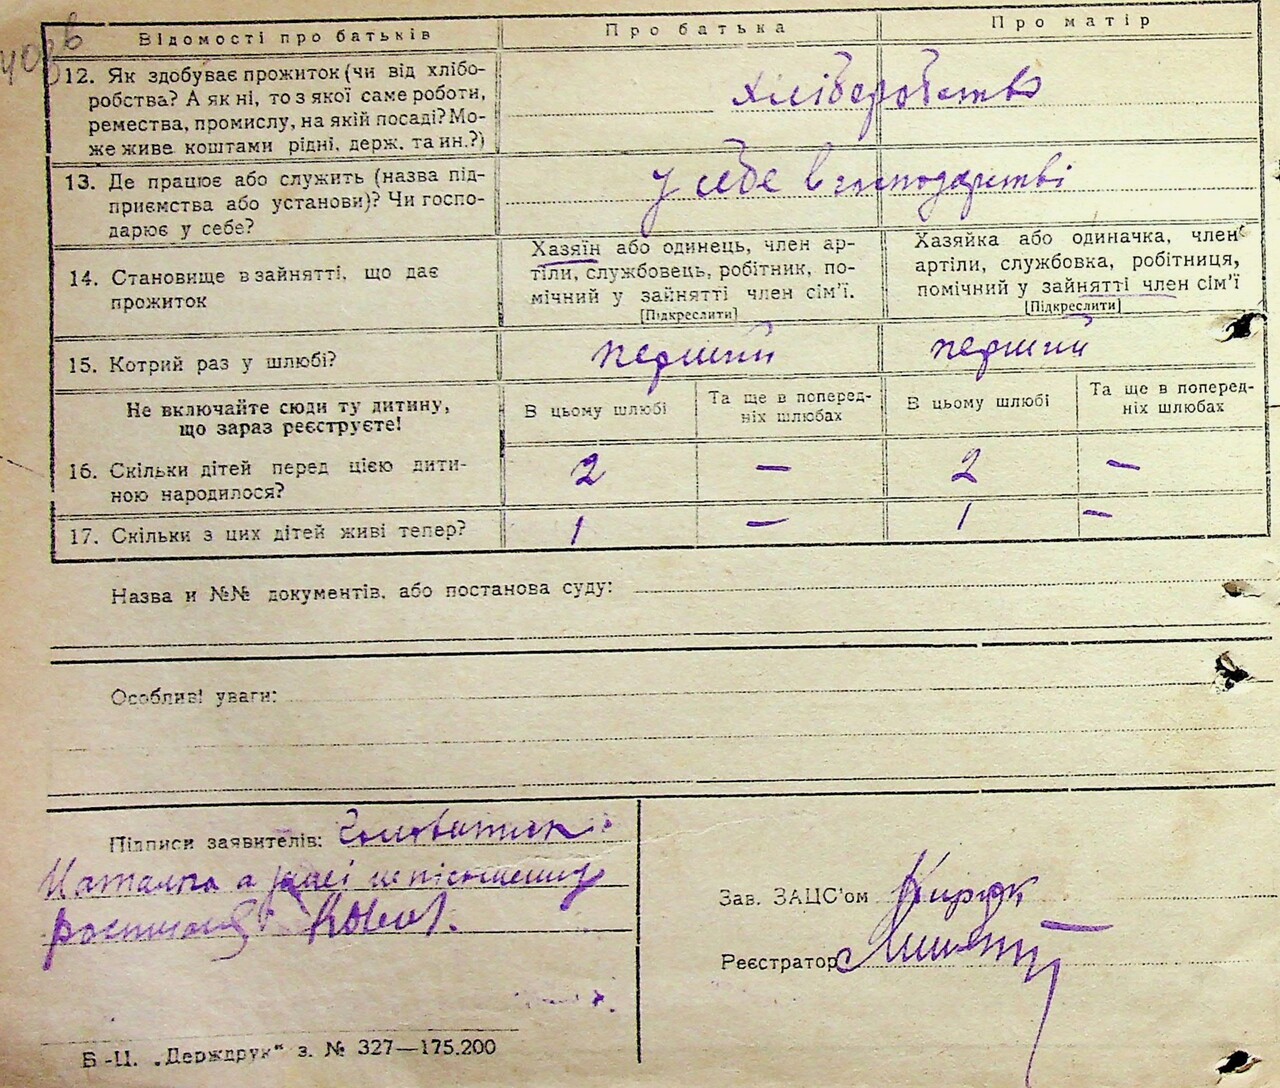 Відомості про батьків
Про батька
Про матір
12. Як здобуває прожиток (чи від хлібо-
робства? А як ні, то з якої саме роботи,
ремества, промислу, на якій посаді? Мо-
же живе коштами рідні, держ. та ин.?)
хліборобство
13. Де працює або служить (назва під-
приємства або установи)? Чи госпо-
дарює у себе?
у себе в господарстві
14. Становище в зайнятті, що дає
прожиток
Хазяїн або одинець, член ар-
тіли, службовець, робітник, по-
мічний у зайнятті член сім'ї.
[Підкреслити]
Хазяйка або одиначка, член
артіли, службовка, робітниця,
помічний у зайнятті член сім'ї
[Підкреслити]
15. Котрий раз у шлюбі?
перший
перший
Не включайте сюди ту дитину,
що зараз реєструєте!
В цьому шлюбі
Та ще в поперед-
ніх шлюбах
В цьому шлюбі
Та ще в поперед-
ніх шлюбах
16. Скільки дітей перед цією дити-
ною народилося?
2
—
2
—
17. Скільки з цих дітей живі тепер?
1
—
1
—
Назва и №№ документів, або постанова суду:
Особливі уваги:
Підписи заявителів:
Наталка а
Зав. ЗАЦС'ом
Реєстратор
Б-Ц. „Держдрук" з. № 327—175.200